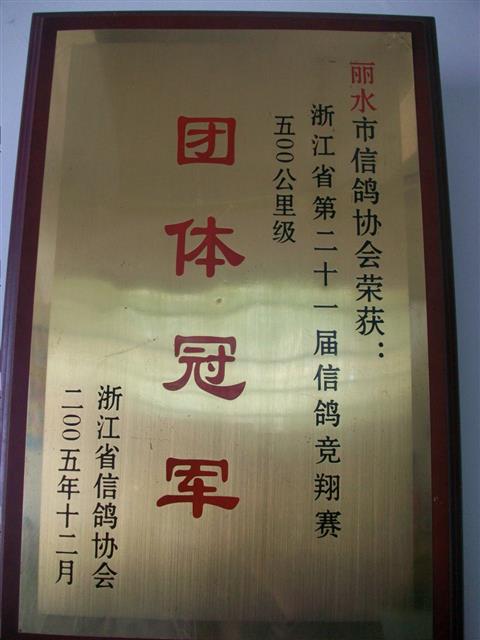 丽水市信鸽协会荣获：
浙江省第二十一届信鸽竞翔赛
五00公里级
团体冠军
浙江省信鸽协会
二00五年十二月